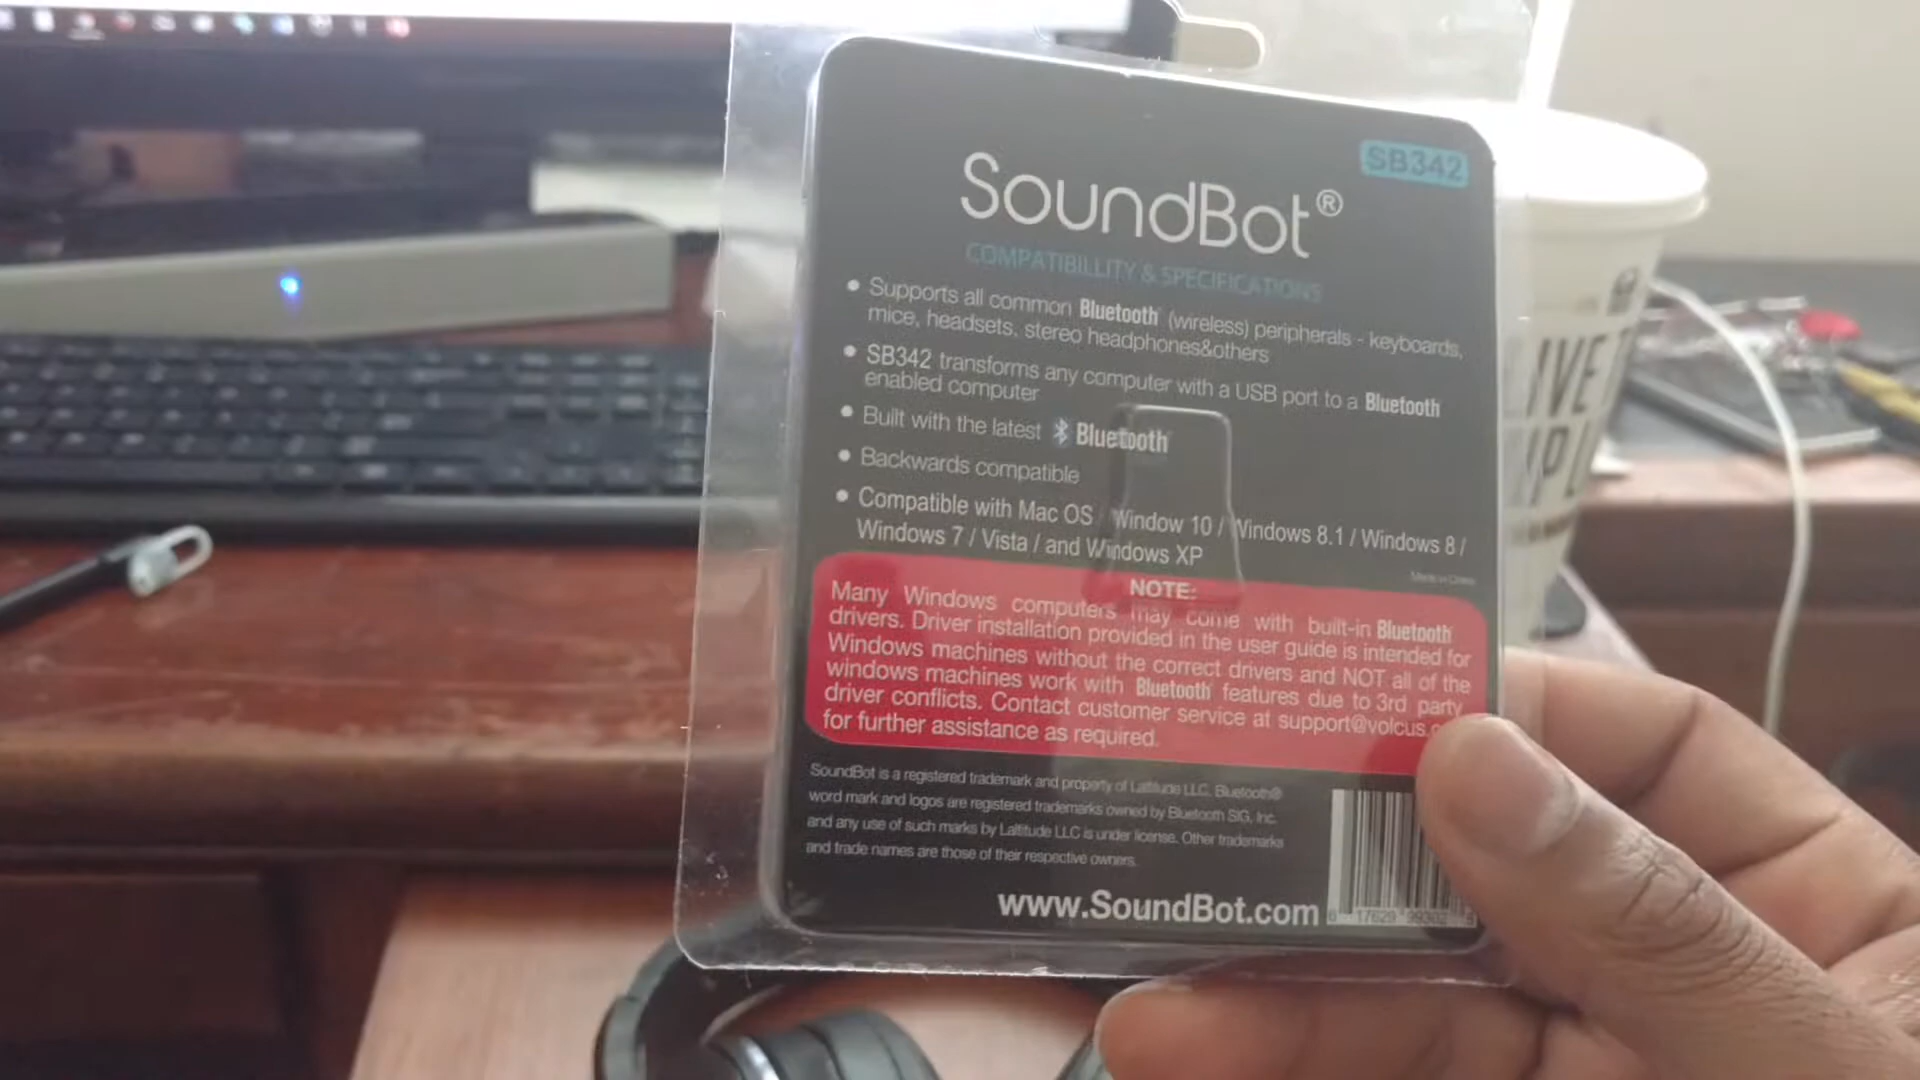 SB342
SoundBot®
COMPATIBILLITY & SPECIFICATIONS
• Supports all common Bluetooth (wireless) peripherals - keyboards,
mice, headsets, stereo headphones&others
• SB342 transforms any computer with a USB port to a Bluetooth
enabled computer
• Built with the latest Bluetooth
• Backwards compatible
• Compatible with Mac OS / Window 10 / Windows 8.1 / Windows 8 /
Windows 7 / Vista / and Windows XP
Made in China
NOTE:
Many Windows computers may come with built-in Bluetooth
drivers. Driver installation provided in the user guide is intended for
Windows machines without the correct drivers and NOT all of the
windows machines work with Bluetooth features due to 3rd party
driver conflicts. Contact customer service at support@volcus.
for further assistance as required.
SoundBot is a registered trademark and property of Latitude LLC. Bluetooth®
word mark and logos are registered trademarks owned by Bluetooth SIG, Inc.
and any use of such marks by Laltitude LLC is under license. Other trademarks
and trade names are those of their respective owners.
www.SoundBot.com
IVE